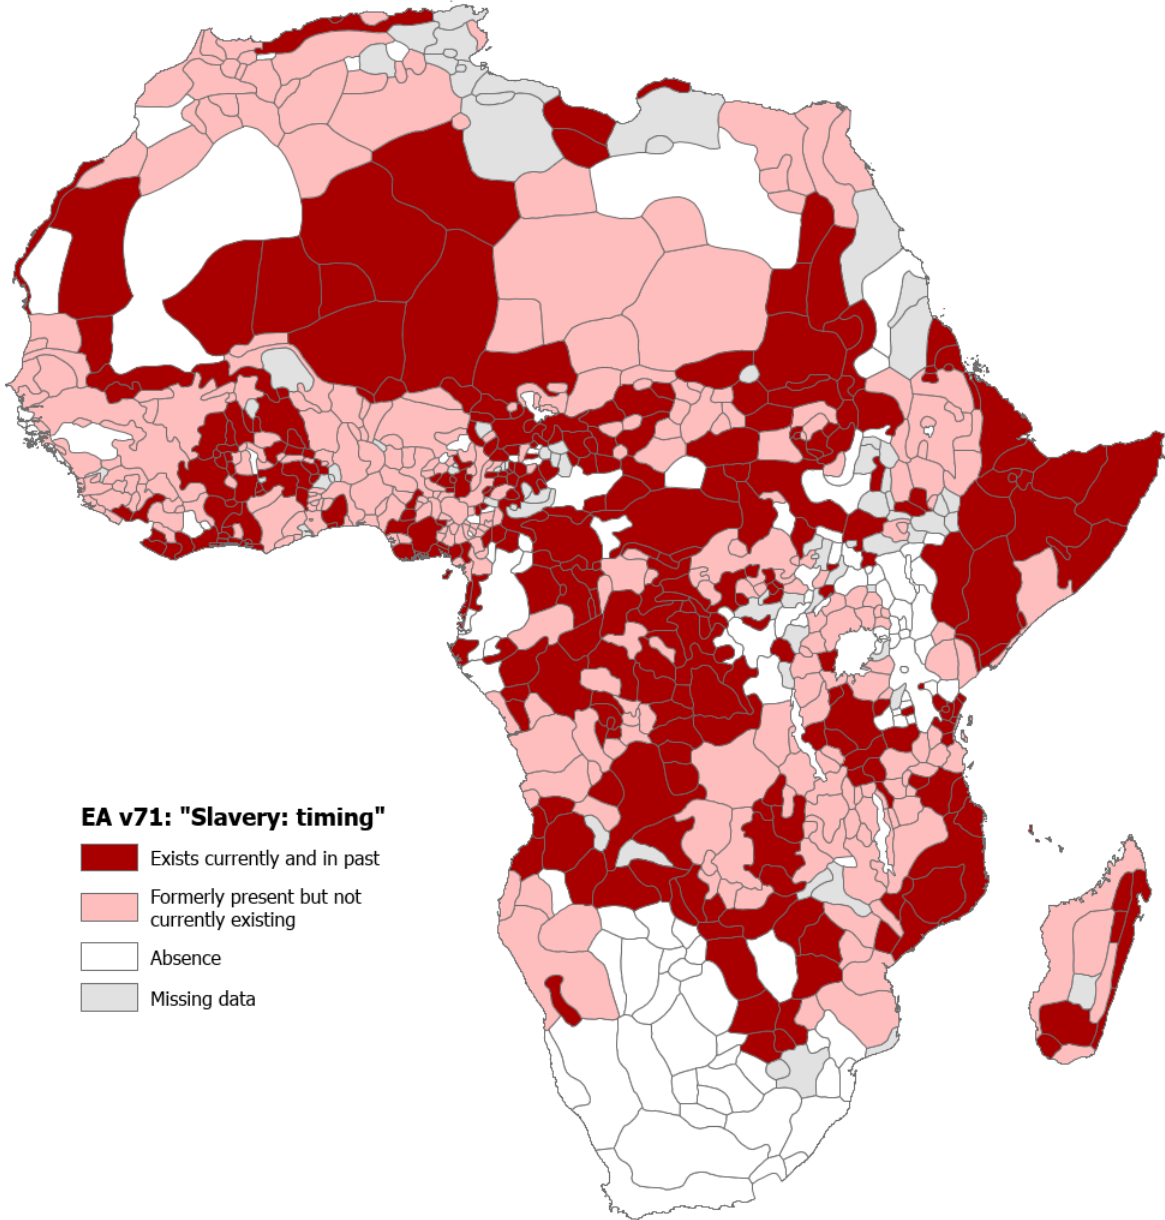 EA v71: "Slavery: timing"
Exists currently and in past
Formerly present but not
currently existing
Absence
Missing data